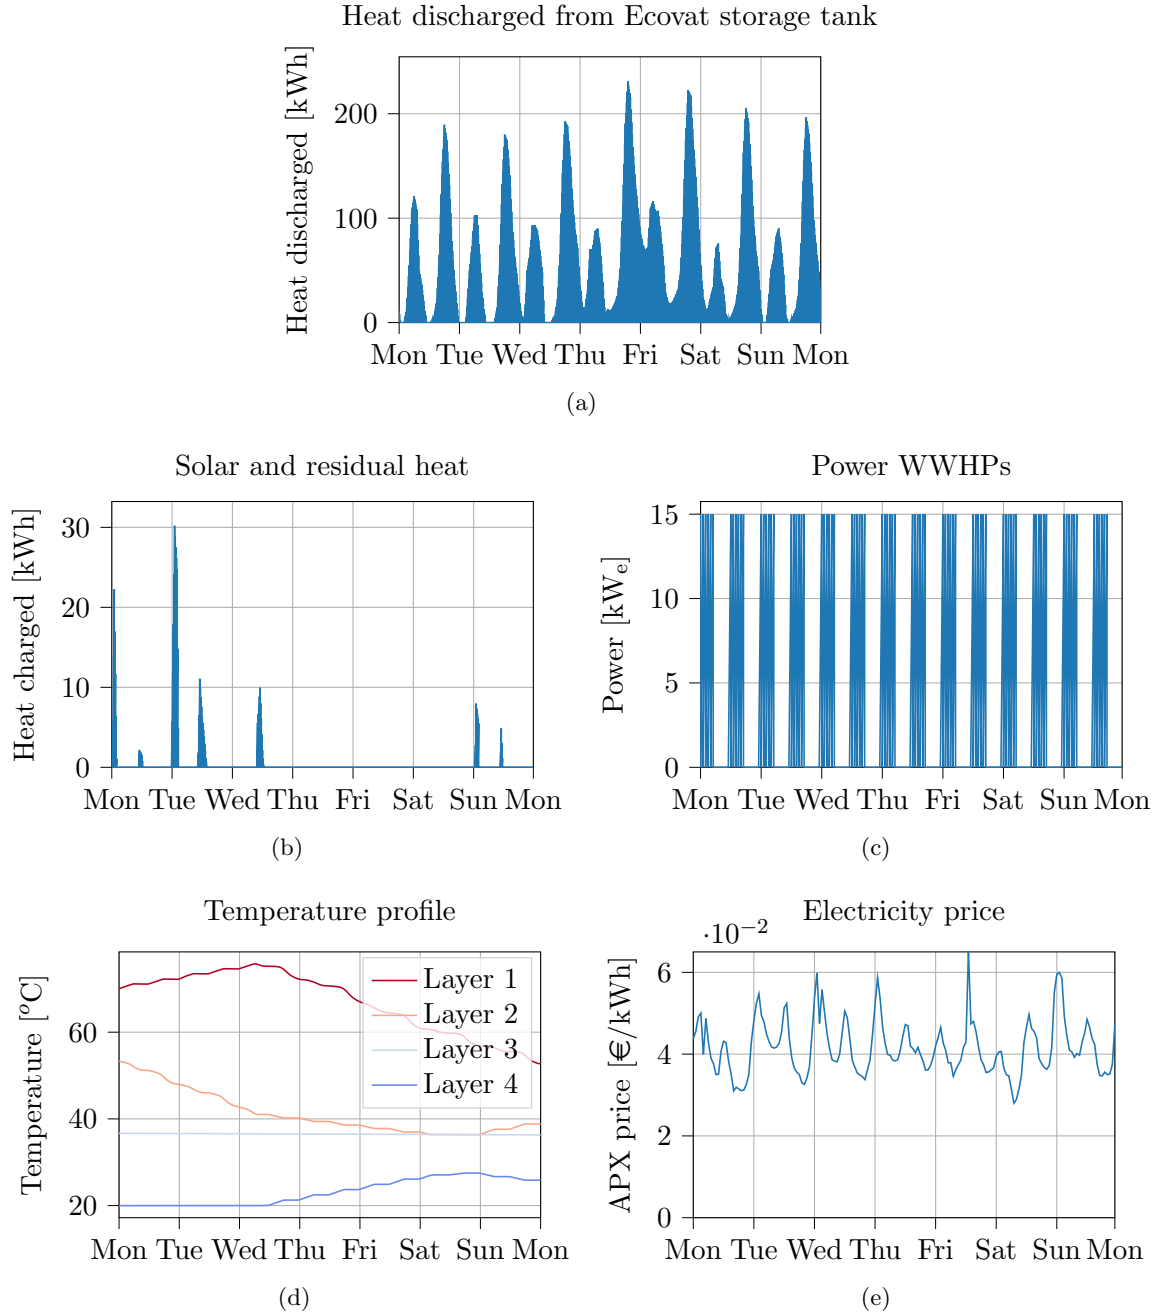 Heat discharged from Ecovat storage tank
Heat discharged [kWh]
200
100
0
Mon Tue Wed Thu Fri Sat Sun Mon
(a)
Solar and residual heat
Heat charged [kWh]
30
20
10
0
Mon Tue Wed Thu Fri Sat Sun Mon
(b)
Power WWHPs
Power [kWₑ]
15
10
5
0
Mon Tue Wed Thu Fri Sat Sun Mon
(c)
Temperature profile
Temperature [°C]
60
40
20
Layer 1
Layer 2
Layer 3
Layer 4
Mon Tue Wed Thu Fri Sat Sun Mon
(d)
Electricity price
·10⁻²
APX price [€/kWh]
6
4
2
0
Mon Tue Wed Thu Fri Sat Sun Mon
(e)